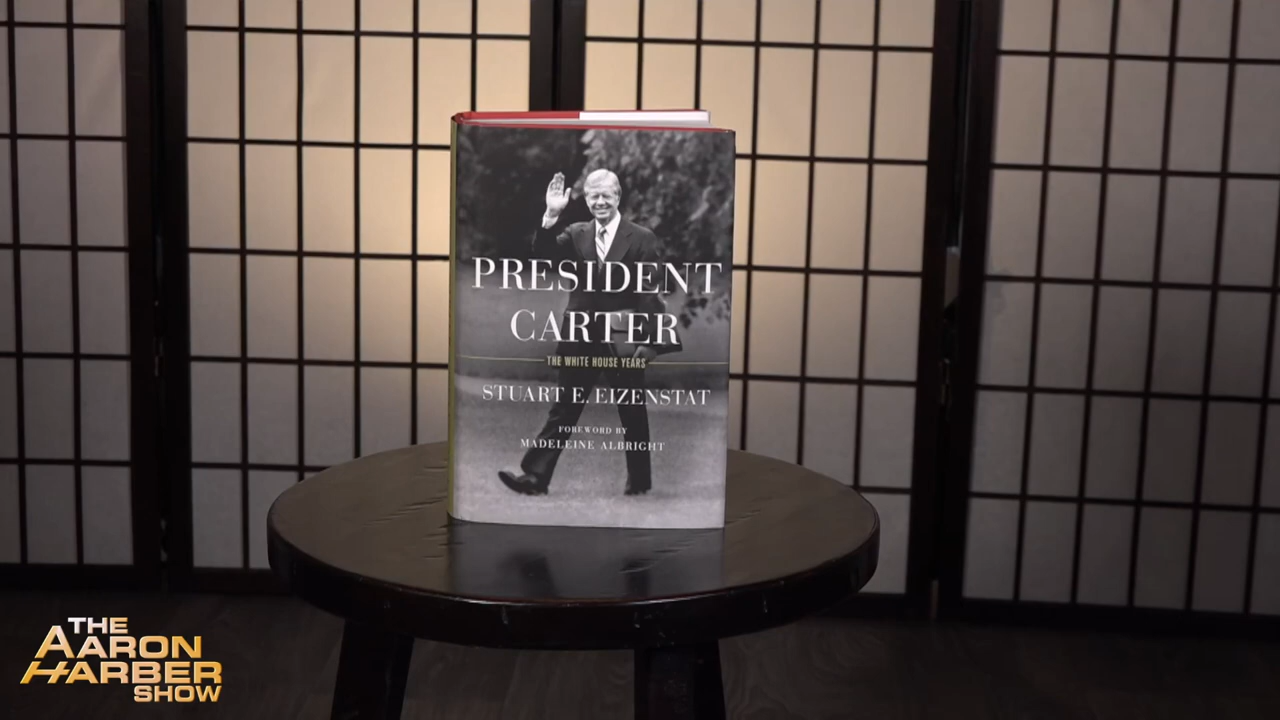 PRESIDENT
CARTER
THE WHITE HOUSE YEARS
STUART E. EIZENSTAT
FOREWORD BY
MADELEINE ALBRIGHT
THE
AARON
HARBER
SHOW